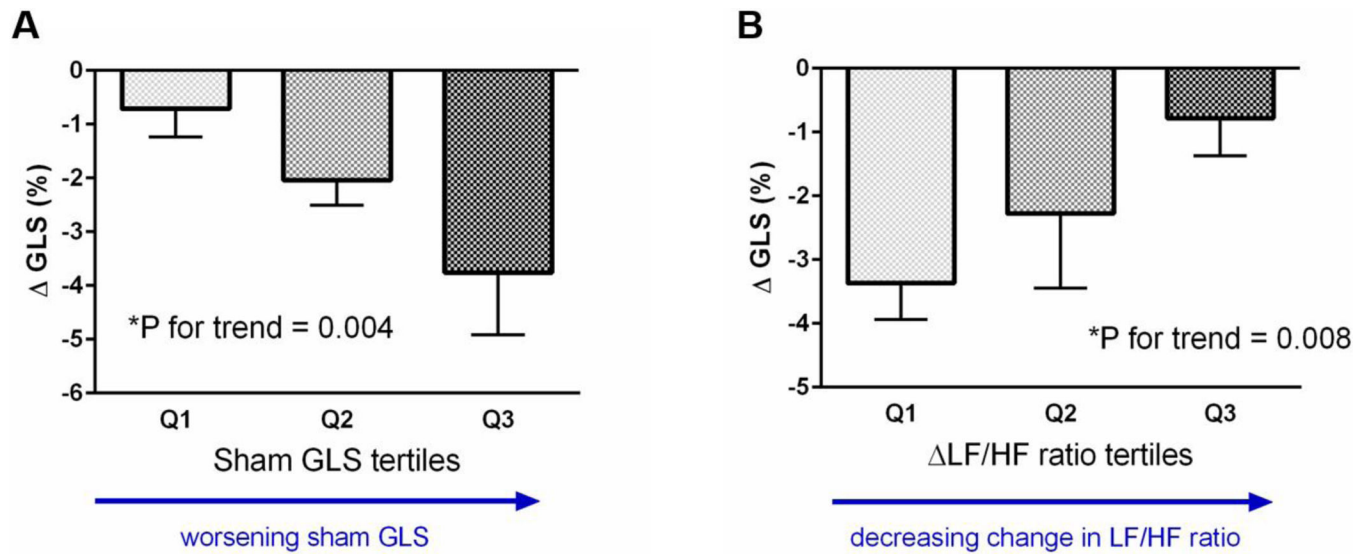 A
0
-1
-2
-3
-4
-5
-6
Δ GLS (%)
*P for trend = 0.004
Q1 Q2 Q3
Sham GLS tertiles
worsening sham GLS
B
0
-1
-2
-3
-4
-5
Δ GLS (%)
*P for trend = 0.008
Q1 Q2 Q3
ΔLF/HF ratio tertiles
decreasing change in LF/HF ratio